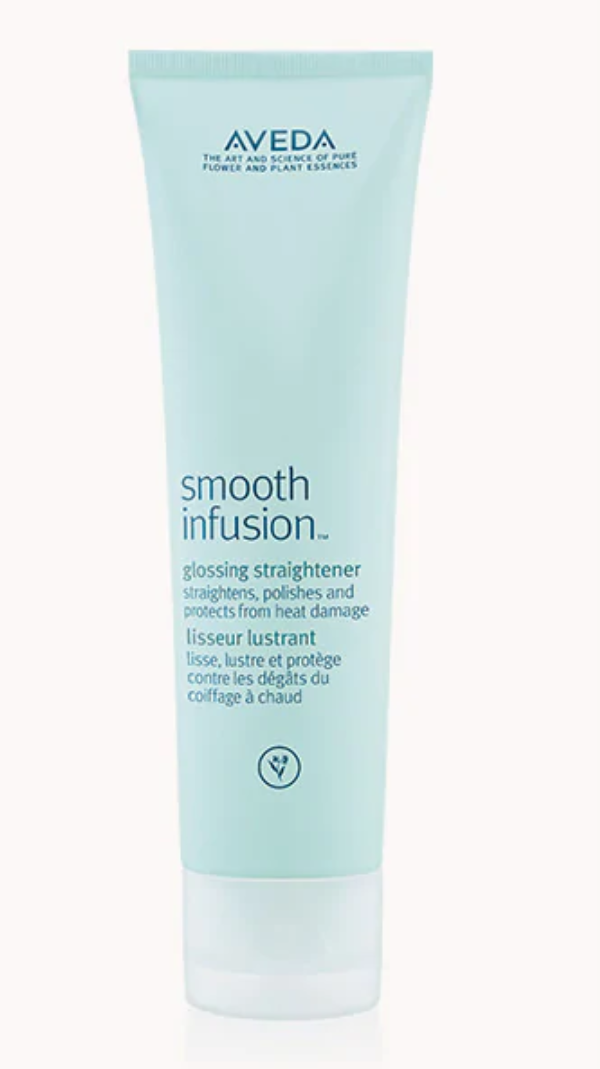 AVEDA
THE ART AND SCIENCE OF PURE
FLOWER AND PLANT ESSENCES
smooth
infusion™
glossing straightener
straightens, polishes and
protects from heat damage
lisseur lustrant
lisse, lustre et protège
contre les dégâts du
coiffage à chaud